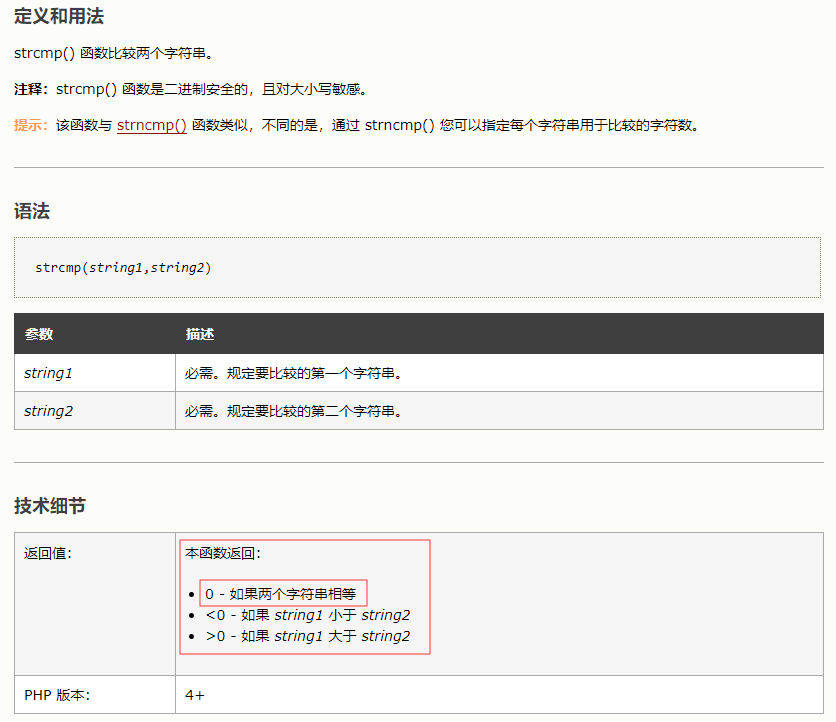 定义和用法
strcmp() 函数比较两个字符串。
注释：strcmp() 函数是二进制安全的，且对大小写敏感。
提示：该函数与 strncmp() 函数类似，不同的是，通过 strncmp() 您可以指定每个字符串用于比较的字符数。
语法
strcmp(string1,string2)
参数 描述
string1 必需。规定要比较的第一个字符串。
string2 必需。规定要比较的第二个字符串。
技术细节
返回值： 本函数返回：
• 0 - 如果两个字符串相等
• <0 - 如果 string1 小于 string2
• >0 - 如果 string1 大于 string2
PHP 版本： 4+